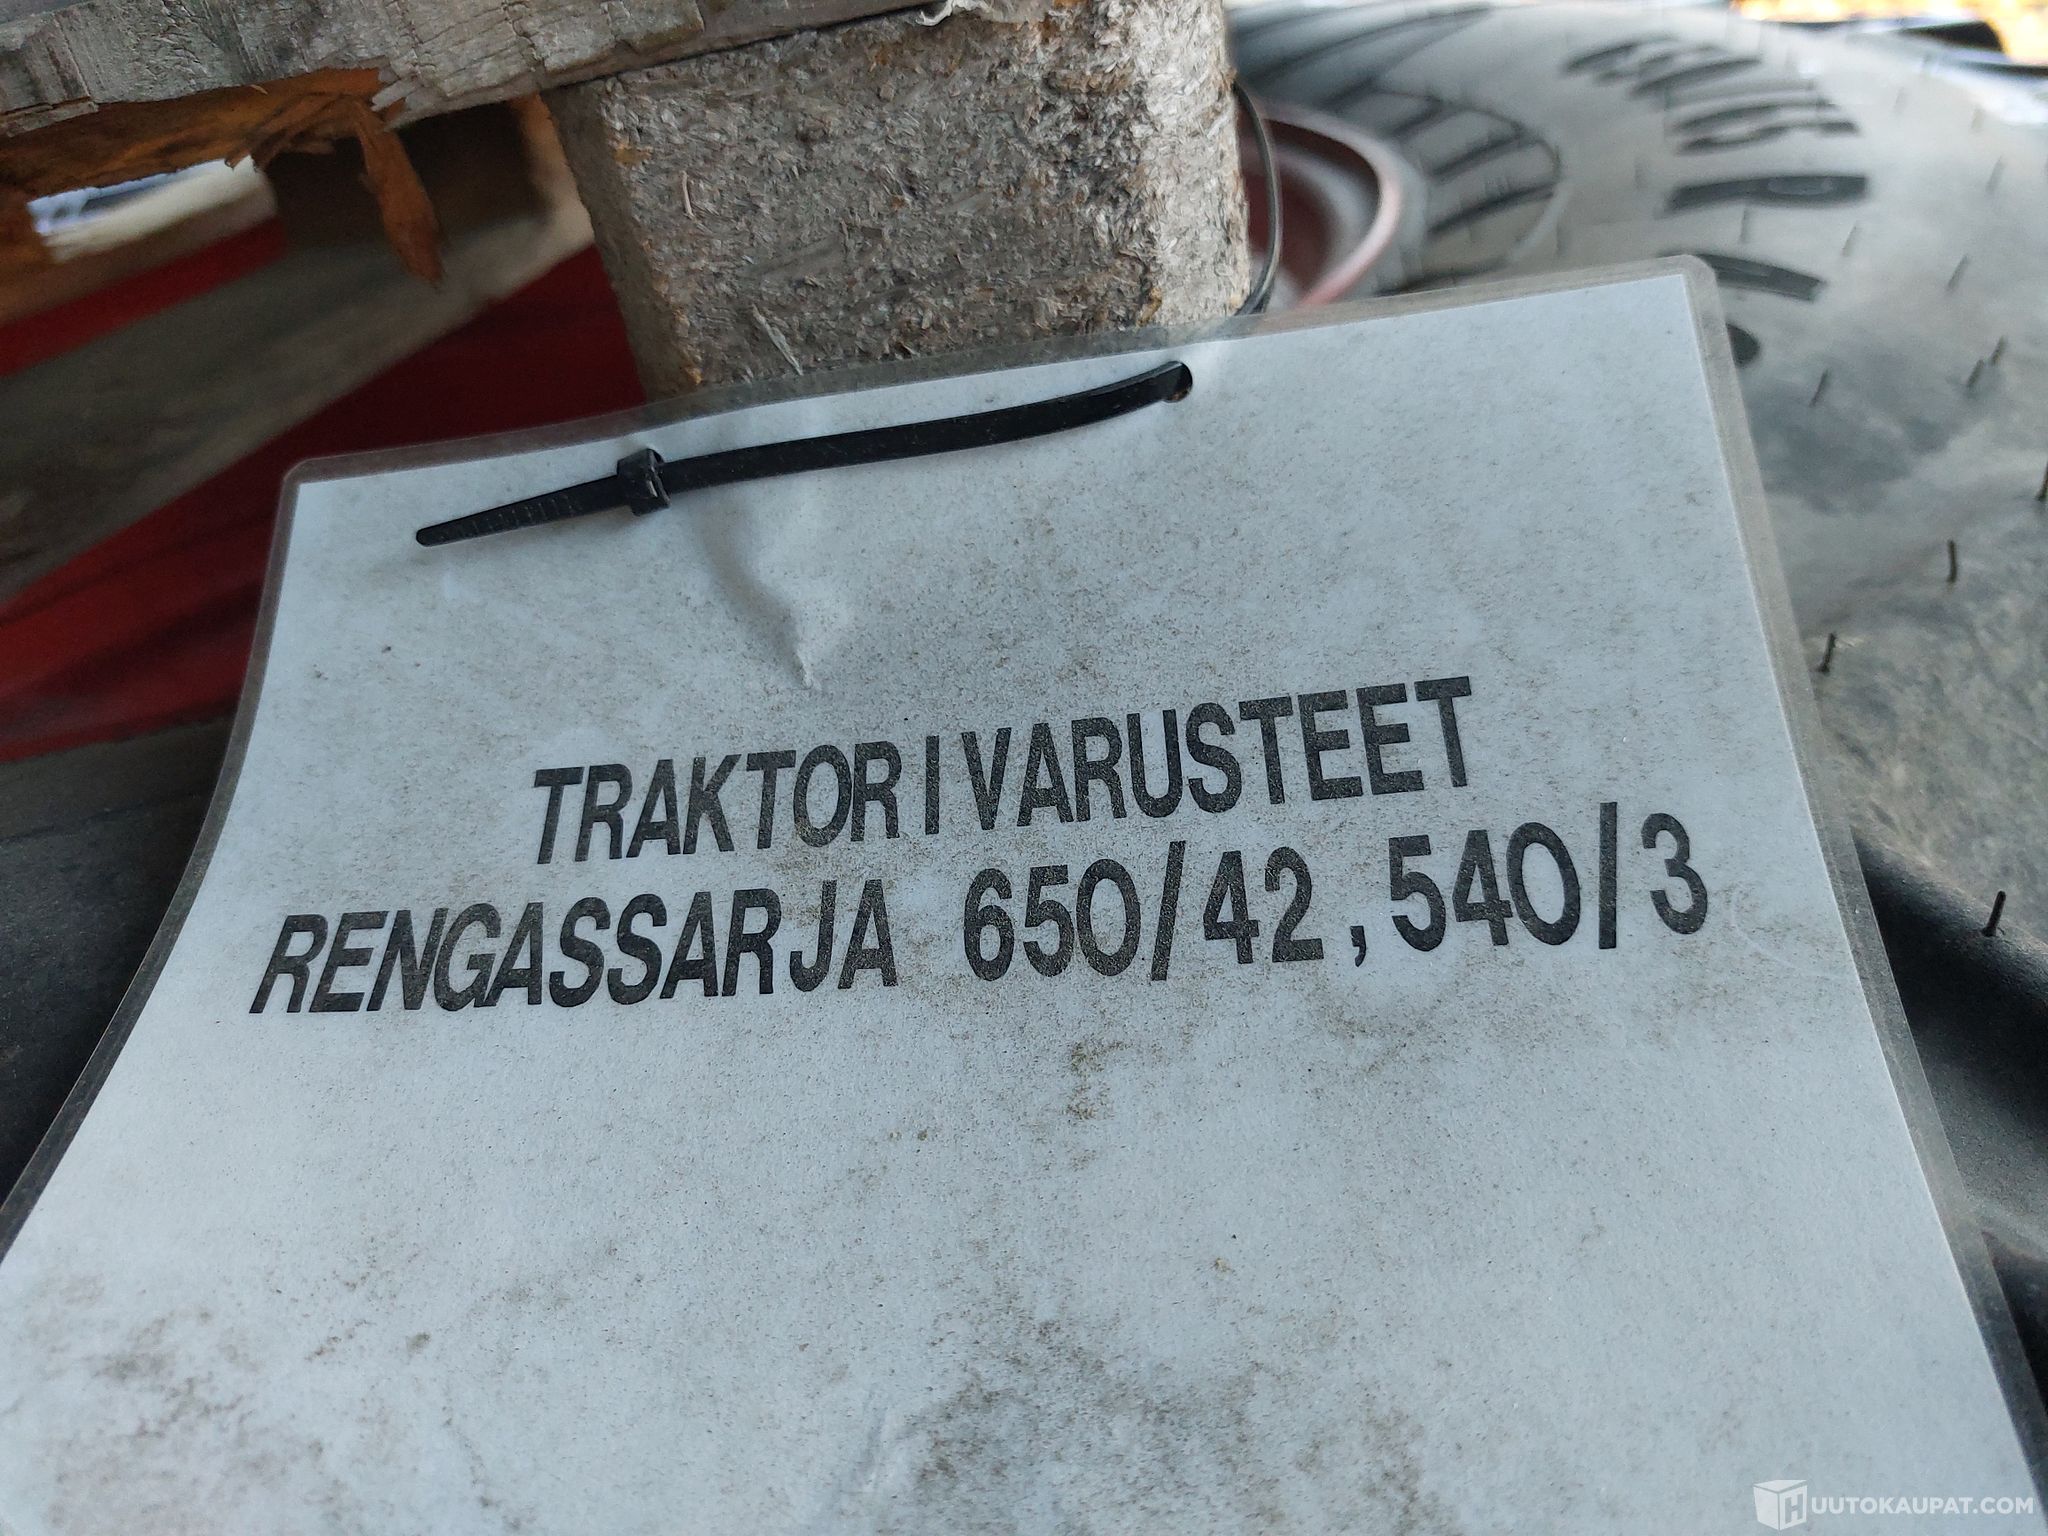 TRAKTORIVARUSTEET
RENGASSARJA 650/42, 540/3
HUUTOKAUPAT.COM